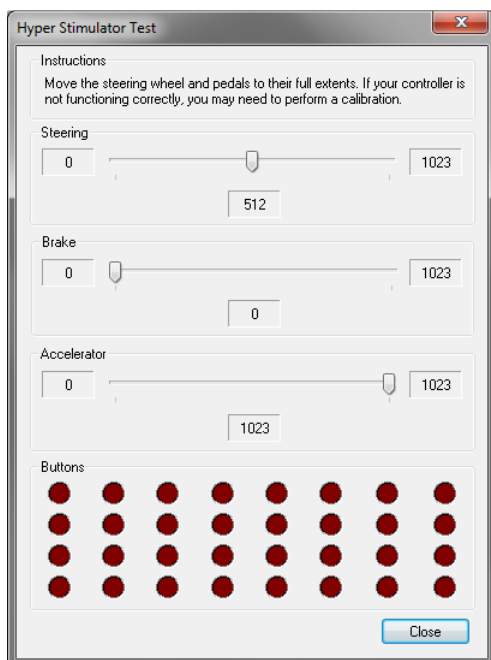 Hyper Stimulator Test
Instructions
Move the steering wheel and pedals to their full extents. If your controller is
not functioning correctly, you may need to perform a calibration.
Steering
0 1023
512
Brake
0 1023
0
Accelerator
0 1023
1023
Buttons
Close